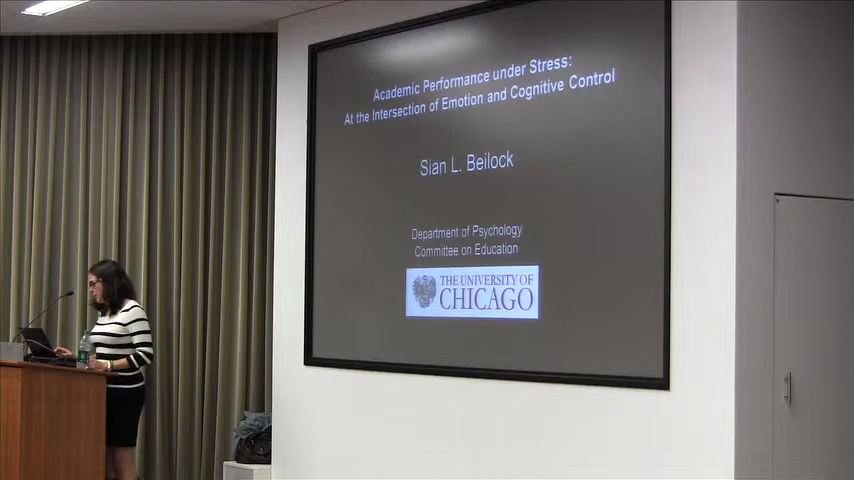 Academic Performance under Stress:
At the Intersection of Emotion and Cognitive Control
Sian L. Beilock
Department of Psychology
Committee on Education
THE UNIVERSITY OF
CHICAGO